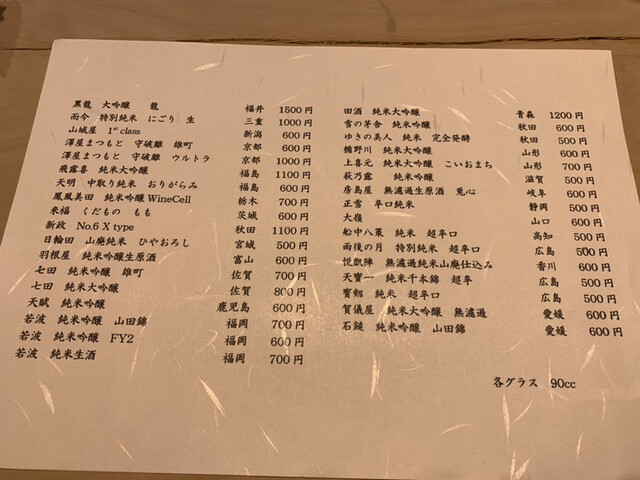 黒龍 大吟醸 龍 福井 1500円
而今 特別純米 にごり 生 三重 1000円
山城屋 1st class 新潟 600円
澤屋まつもと 守破離 雄町 京都 600円
澤屋まつもと 守破離 ウルトラ 京都 1000円
飛露喜 純米大吟醸 福島 1100円
天明 中取り純米 おりがらみ 福島 600円
鳳凰美田 純米吟醸 WineCell 栃木 700円
来福 くだもの もも 茨城 600円
新政 No.6 X type 秋田 1100円
日輪田 山廃純米 ひやおろし 宮城 500円
羽根屋 純米吟醸生原酒 富山 600円
七田 純米吟醸 雄町 佐賀 700円
七田 純米大吟醸 佐賀 800円
天賦 純米吟醸 鹿児島 600円
若波 純米吟醸 山田錦 福岡 700円
若波 純米吟醸 FY2 福岡 600円
若波 純米生酒 福岡 700円
田酒 純米大吟醸 青森 1200円
雪の茅舎 純米吟醸 秋田 600円
ゆきの美人 純米 完全発酵 秋田 500円
楯野川 純米大吟醸 山形 600円
上喜元 純米大吟醸 こいおまち 山形 700円
萩乃露 純米吟醸 滋賀 500円
房島屋 無濾過生原酒 兎心 岐阜 600円
正雪 辛口純米 静岡 500円
大嶺 山口 600円
船中八策 純米 超辛口 高知 500円
雨後の月 特別純米 超辛口 広島 500円
悦凱陣 無濾過純米山廃仕込み 香川 600円
天寶一 純米千本錦 超辛 広島 500円
寶剱 純米 超辛口 広島 500円
賀儀屋 純米大吟醸 無濾過 愛媛 600円
石鎚 純米吟醸 山田錦 愛媛 600円
各グラス 90cc